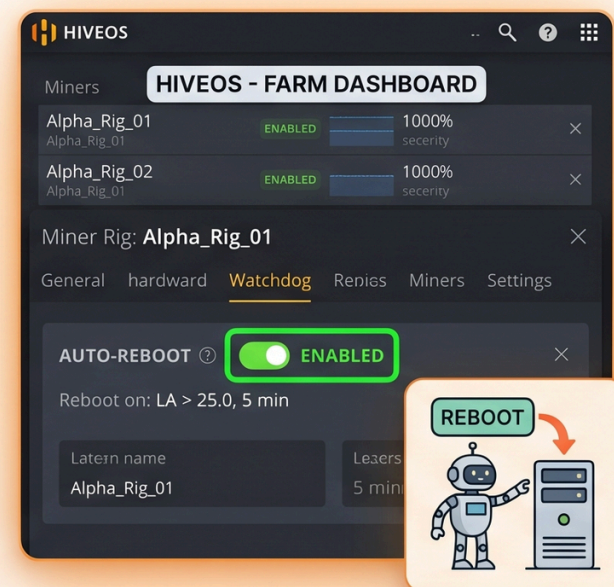 HIVEOS
--
Miners
HIVEOS - FARM DASHBOARD
Alpha_Rig_01
Alpha_Rig_01
ENABLED
1000%
secerity
Alpha_Rig_02
Alpha_Rig_01
ENABLED
1000%
secerity
Miner Rig: Alpha_Rig_01
General hardward Watchdog Renics Miners Settings
AUTO-REBOOT ? ENABLED
Reboot on: LA > 25.0, 5 min
Latern name
Alpha_Rig_01
5 min
REBOOT